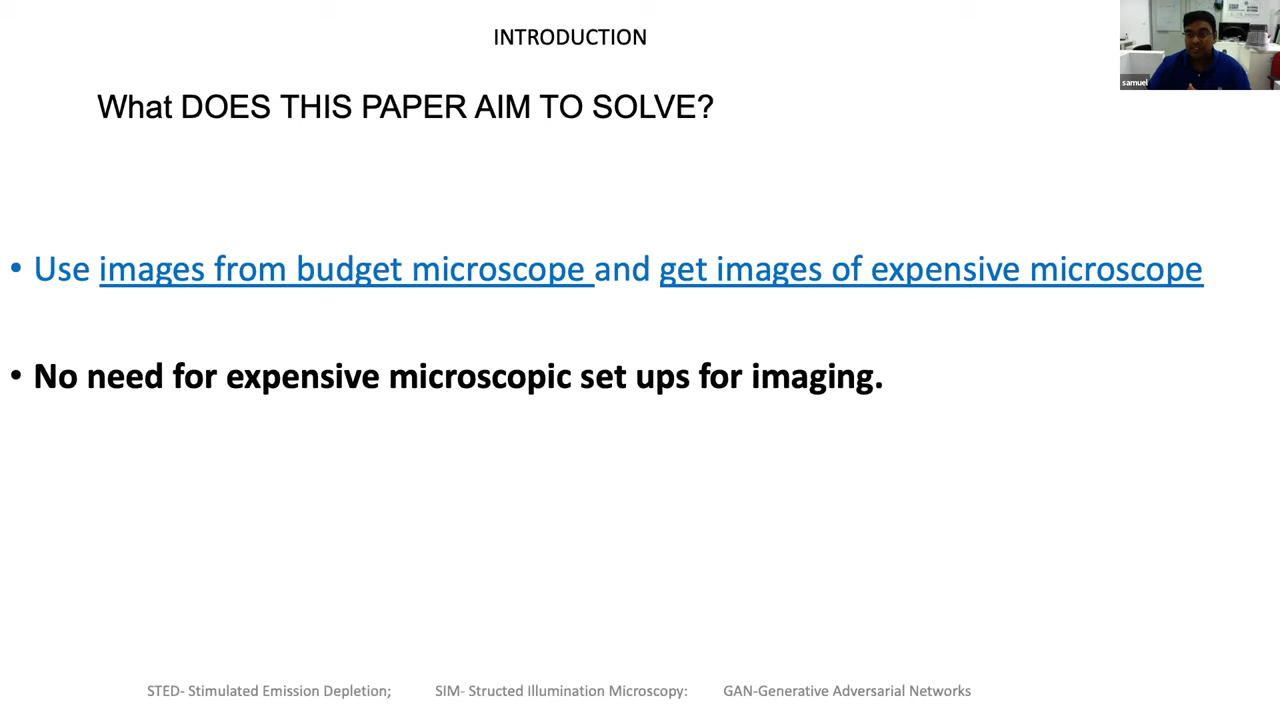 INTRODUCTION
samuel
What DOES THIS PAPER AIM TO SOLVE?
• Use images from budget microscope and get images of expensive microscope
• No need for expensive microscopic set ups for imaging.
STED- Stimulated Emission Depletion; SIM- Structed Illumination Microscopy: GAN-Generative Adversarial Networks